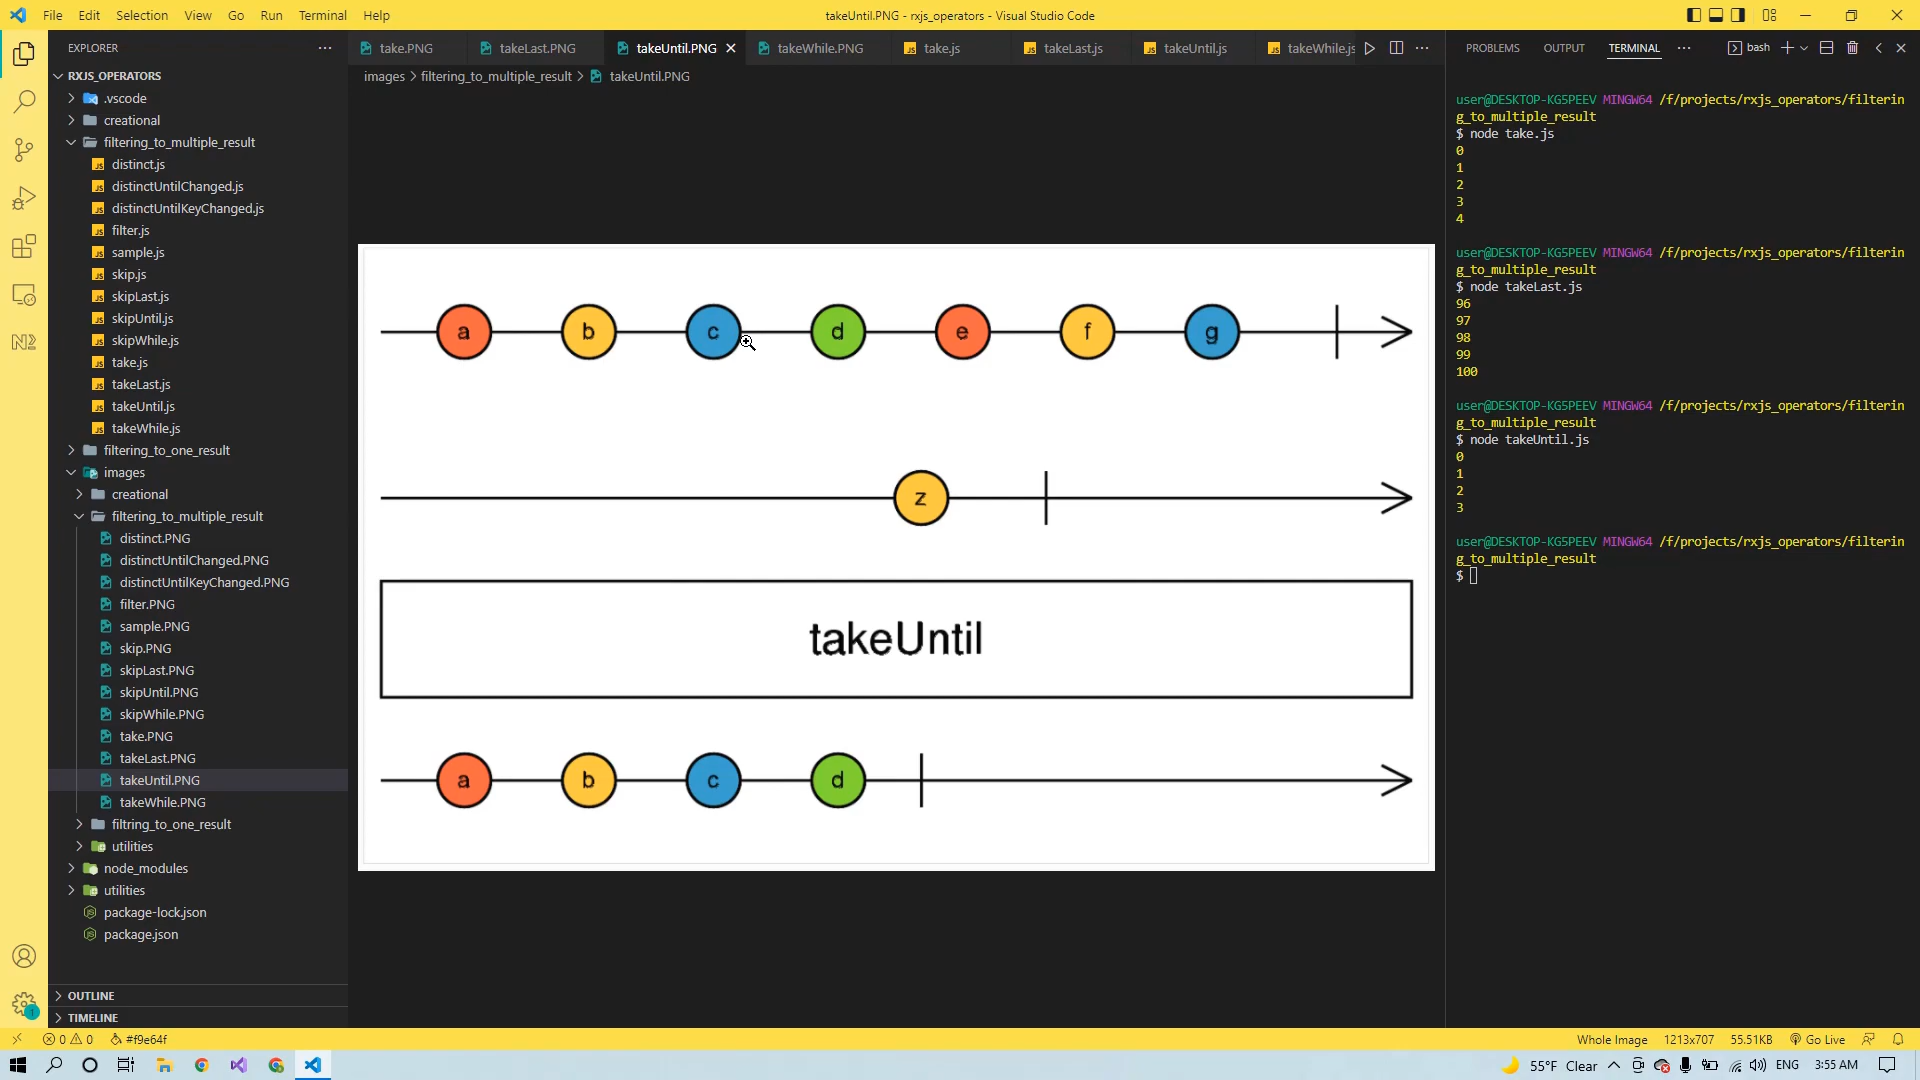 File Edit Selection View Go Run Terminal Help
takeUntil.PNG - rxjs_operators - Visual Studio Code
EXPLORER
RXJS_OPERATORS
.vscode
creational
filtering_to_multiple_result
distinct.js
distinctUntilChanged.js
distinctUntilKeyChanged.js
filter.js
sample.js
skip.js
skipLast.js
skipUntil.js
skipWhile.js
take.js
takeLast.js
takeUntil.js
takeWhile.js
filtering_to_one_result
images
creational
filtering_to_multiple_result
distinct.PNG
distinctUntilChanged.PNG
distinctUntilKeyChanged.PNG
filter.PNG
sample.PNG
skip.PNG
skipLast.PNG
skipUntil.PNG
skipWhile.PNG
take.PNG
takeLast.PNG
takeUntil.PNG
takeWhile.PNG
filtring_to_one_result
utilities
node_modules
utilities
package-lock.json
package.json
OUTLINE
TIMELINE
take.PNG takeLast.PNG takeUntil.PNG takeWhile.PNG take.js takeLast.js takeUntil.js takeWhile.js
images > filtering_to_multiple_result > takeUntil.PNG
a b c d e f g
z
takeUntil
a b c d
PROBLEMS OUTPUT TERMINAL bash
user@DESKTOP-KG5PEEV MINGW64 /f/projects/rxjs_operators/filterin
g_to_multiple_result
$ node take.js
0
1
2
3
4
user@DESKTOP-KG5PEEV MINGW64 /f/projects/rxjs_operators/filterin
g_to_multiple_result
$ node takeLast.js
96
97
98
99
100
user@DESKTOP-KG5PEEV MINGW64 /f/projects/rxjs_operators/filterin
g_to_multiple_result
$ node takeUntil.js
0
1
2
3
user@DESKTOP-KG5PEEV MINGW64 /f/projects/rxjs_operators/filterin
g_to_multiple_result
$
0 0 #f9e64f
Whole Image 1213x707 55.51KB Go Live
55°F Clear ENG 3:55 AM